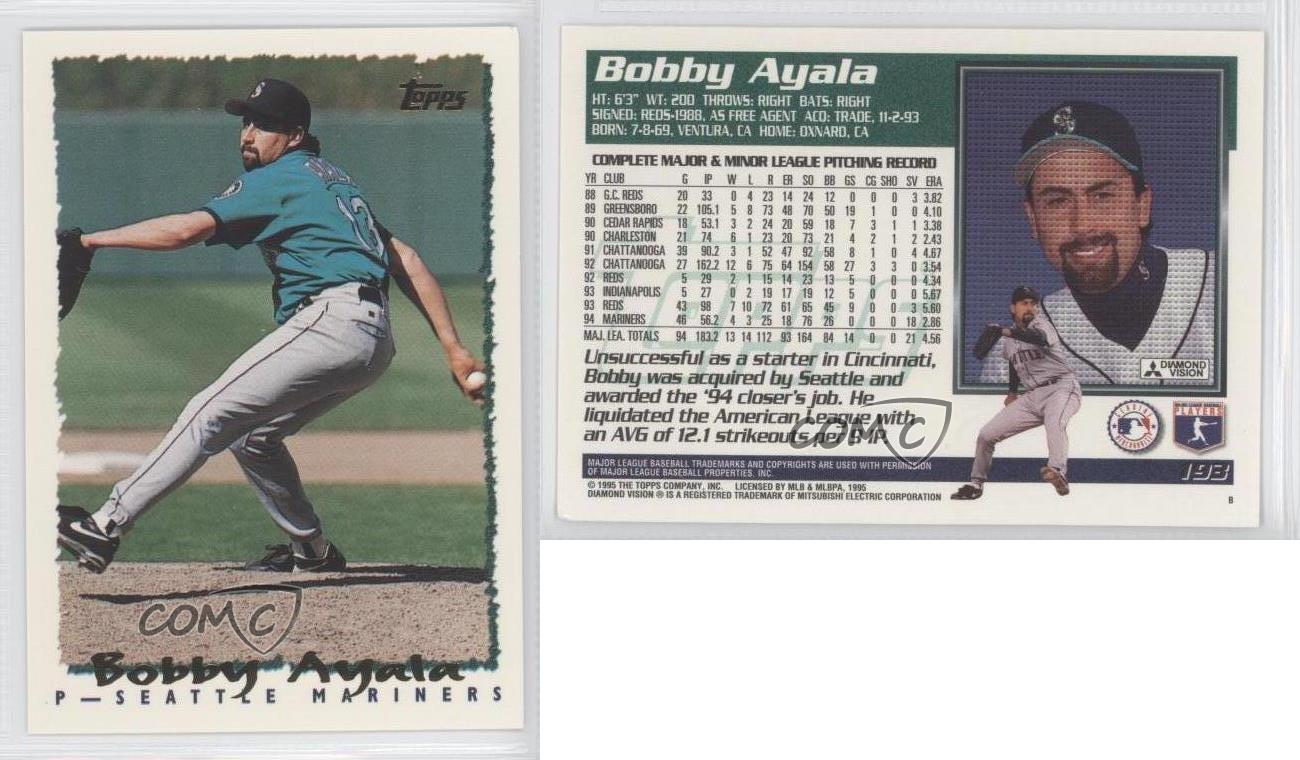 S
Topps
13
COMC
Bobby Ayala
P — SEATTLE MARINERS
Bobby Ayala
HT: 6'3" WT: 200 THROWS: RIGHT BATS: RIGHT
SIGNED: REDS-1988, AS FREE AGENT ACQ: TRADE, 11-2-93
BORN: 7-8-69, VENTURA, CA HOME: OXNARD, CA
COMPLETE MAJOR & MINOR LEAGUE PITCHING RECORD
YR CLUB G IP W L R ER SO BB GS CG SHO SV ERA
88 G.C. REDS 20 33 0 4 23 14 24 12 0 0 0 3 3.82
89 GREENSBORO 22 105.1 5 8 73 48 70 50 19 1 0 0 4.10
90 CEDAR RAPIDS 18 53.1 3 2 24 20 59 18 7 3 1 1 3.38
90 CHARLESTON 21 74 6 1 23 20 73 21 4 2 1 2 2.43
91 CHATTANOOGA 39 90.2 3 1 52 47 92 58 8 1 0 4 4.67
92 CHATTANOOGA 27 162.2 12 6 75 64 154 58 27 3 3 0 3.54
92 REDS 5 29 2 1 15 14 23 13 5 0 0 0 4.34
93 INDIANAPOLIS 5 27 0 2 19 17 19 12 5 0 0 0 5.67
93 REDS 43 98 7 10 72 61 65 45 9 0 0 3 5.60
94 MARINERS 46 56.2 4 3 25 18 76 26 0 0 0 18 2.86
MAJ. LEA. TOTALS 94 183.2 13 14 112 93 164 84 14 0 0 21 4.56
Unsuccessful as a starter in Cincinnati,
Bobby was acquired by Seattle and
awarded the '94 closer's job. He
liquidated the American League with
an AVG of 12.1 strikeouts per 9 IP.
COMC
DIAMOND
VISION
GENUINE
MERCHANDISE
MAJOR LEAGUE BASEBALL
PLAYERS
MAJOR LEAGUE BASEBALL TRADEMARKS AND COPYRIGHTS ARE USED WITH PERMISSION
OF MAJOR LEAGUE BASEBALL PROPERTIES, INC.
193
© 1995 THE TOPPS COMPANY, INC. LICENSED BY MLB & MLBPA, 1995
DIAMOND VISION ® IS A REGISTERED TRADEMARK OF MITSUBISHI ELECTRIC CORPORATION
B